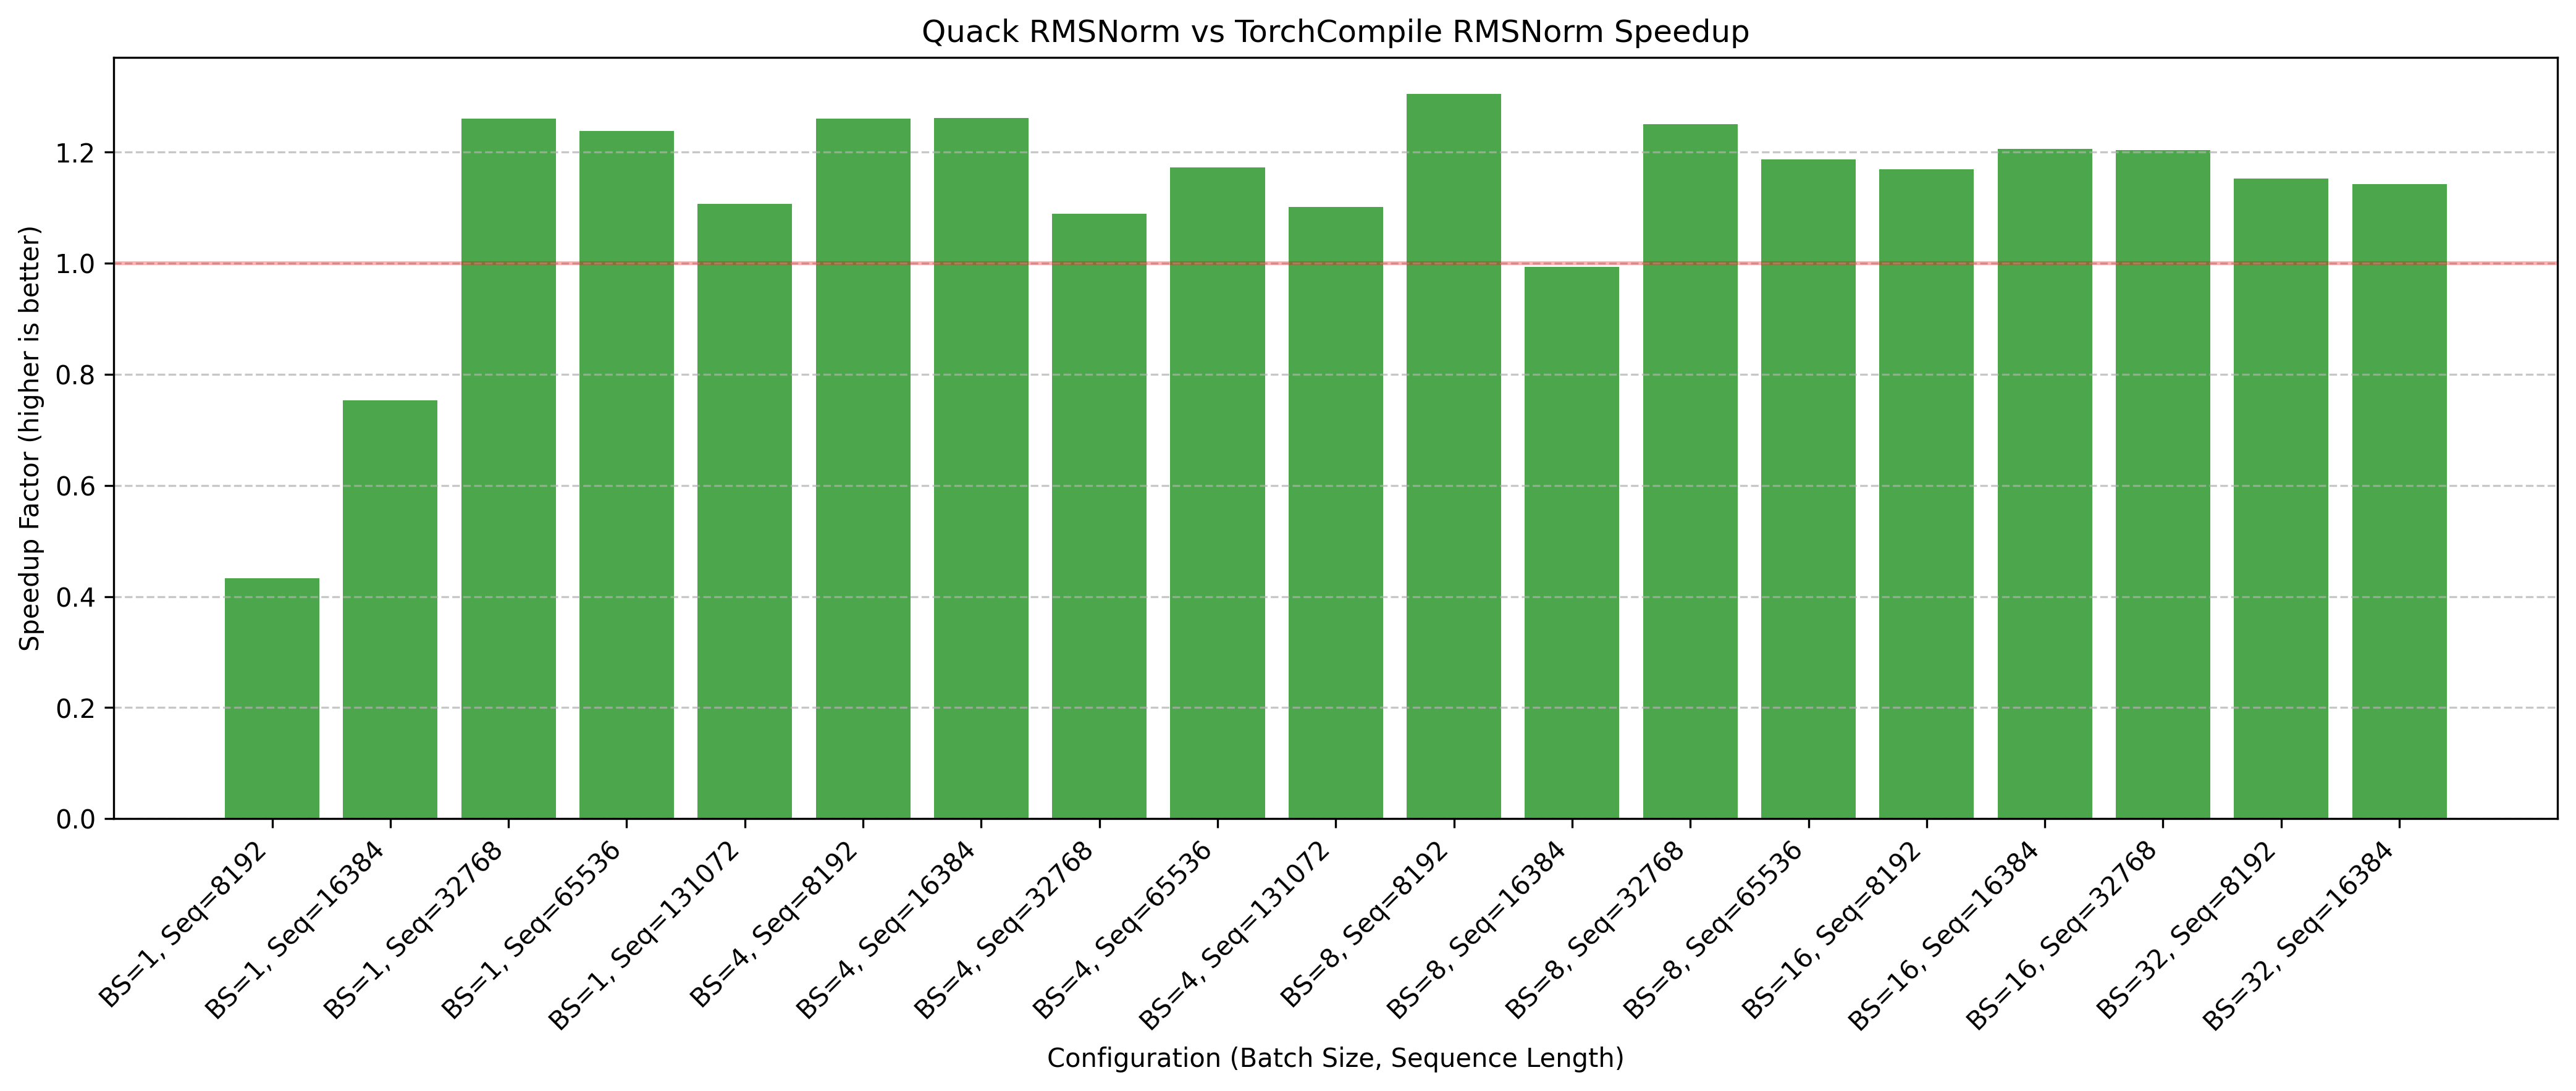 Quack RMSNorm vs TorchCompile RMSNorm Speedup
Speedup Factor (higher is better)
1.2
1.0
0.8
0.6
0.4
0.2
0.0
BS=1, Seq=8192
BS=1, Seq=16384
BS=1, Seq=32768
BS=1, Seq=65536
BS=1, Seq=131072
BS=4, Seq=8192
BS=4, Seq=16384
BS=4, Seq=32768
BS=4, Seq=65536
BS=4, Seq=131072
BS=8, Seq=8192
BS=8, Seq=16384
BS=8, Seq=32768
BS=8, Seq=65536
BS=16, Seq=8192
BS=16, Seq=16384
BS=16, Seq=32768
BS=32, Seq=8192
BS=32, Seq=16384
Configuration (Batch Size, Sequence Length)